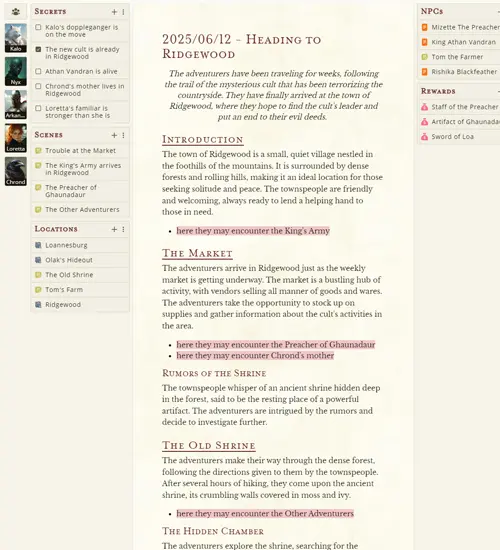 Secrets
Kalo's doppleganger is
on the move
The new cult is already
in Ridgewood
Athan Vandran is alive
Chrond's mother lives in
Ridgewood
Loretta's familiar is
stronger than she is
Scenes
Trouble at the Market
The King's Army arrives
in Ridgewood
The Preacher of
Ghaunadaur
The Other Adventurers
Locations
Loannesburg
Olak's Hideout
The Old Shrine
Tom's Farm
Ridgewood
Kalo
Nyx
Arkan...
Loretta
Chrond
2025/06/12 - Heading to
Ridgewood
The adventurers have been traveling for weeks, following
the trail of the mysterious cult that has been terrorizing the
countryside. They have finally arrived at the town of
Ridgewood, where they hope to find the cult's leader and
put an end to their evil deeds.
Introduction
The town of Ridgewood is a small, quiet village nestled in
the foothills of the mountains. It is surrounded by dense
forests and rolling hills, making it an ideal location for those
seeking solitude and peace. The townspeople are friendly
and welcoming, always ready to lend a helping hand to
those in need.
here they may encounter the King's Army
The Market
The adventurers arrive in Ridgewood just as the weekly
market is getting underway. The market is a bustling hub of
activity, with vendors selling all manner of goods and wares.
The adventurers take the opportunity to stock up on
supplies and gather information about the cult's activities in
the area.
here they may encounter the Preacher of Ghaunadaur
here they may encounter Chrond's mother
Rumors of the Shrine
The townspeople whisper of an ancient shrine hidden deep
in the forest, said to be the resting place of a powerful
artifact. The adventurers are intrigued by the rumors and
decide to investigate further.
The Old Shrine
The adventurers make their way through the dense forest,
following the directions given to them by the townspeople.
After several hours of hiking, they come upon the ancient
shrine, its crumbling walls covered in moss and ivy.
here they may encounter the Other Adventurers
The Hidden Chamber
The adventurers explore the shrine, searching for the
NPCs
Mizette The Preacher
King Athan Vandran
Tom the Farmer
Rishika Blackfeather
Rewards
Staff of the Preacher
Artifact of Ghaunadau
Sword of Loa